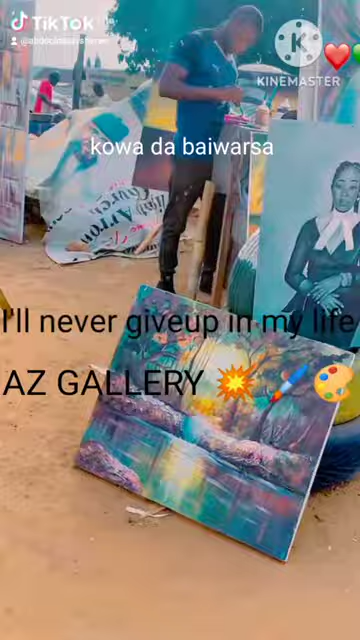 TikTok
KINEMASTER
kowa da baiwarsa
I'll never giveup in my life
AZ GALLERY 💥🖌️🎨